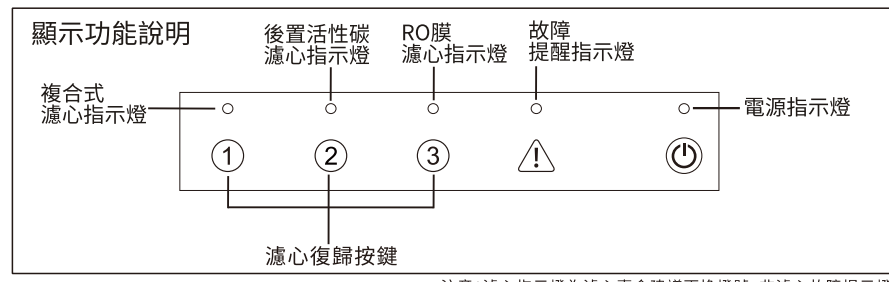 顯示功能說明
後置活性碳
濾心指示燈
RO膜
濾心指示燈
故障
提醒指示燈
複合式
濾心指示燈
電源指示燈
1
2
3
!
濾心復歸按鍵